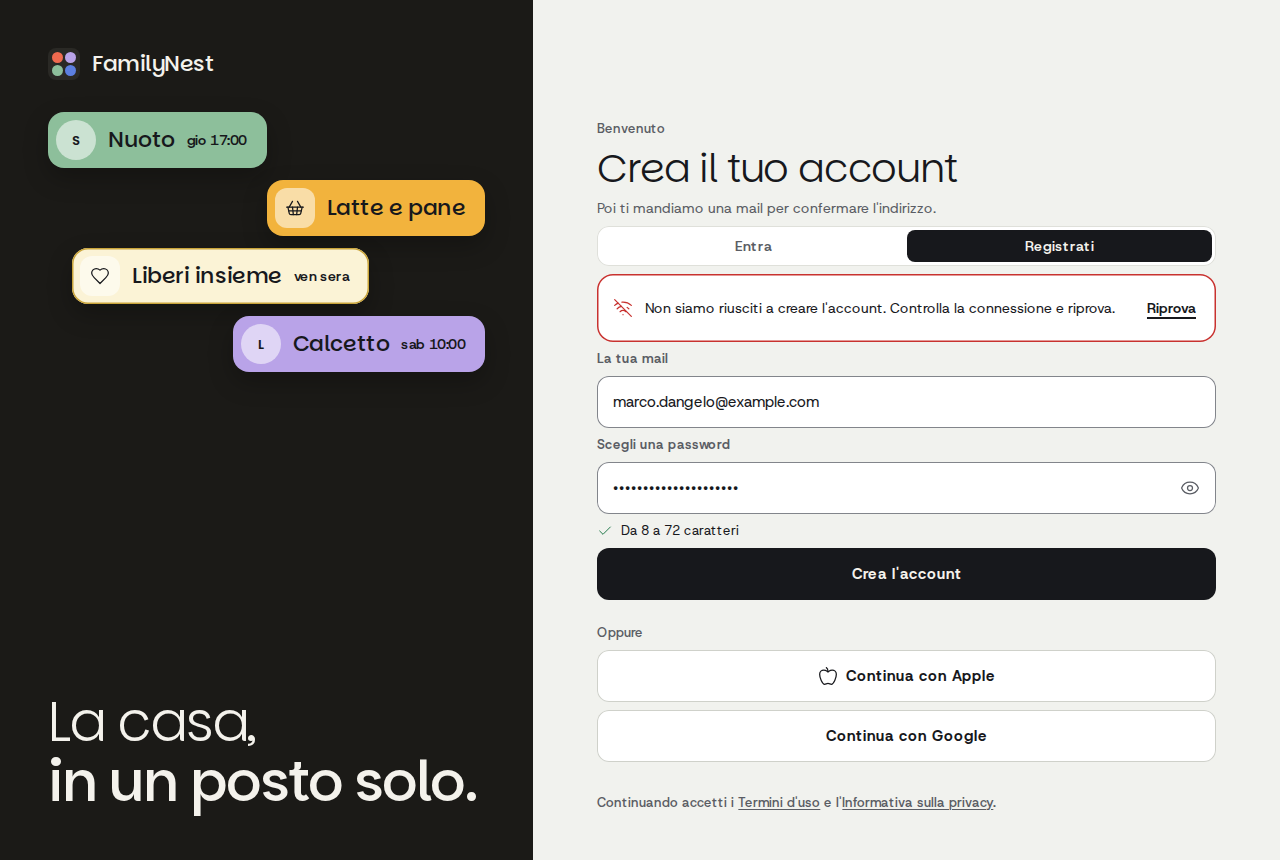 FamilyNest
S Nuoto gio 17:00
Latte e pane
Liberi insieme ven sera
L Calcetto sab 10:00
La casa,
in un posto solo.
Benvenuto
Crea il tuo account
Poi ti mandiamo una mail per confermare l'indirizzo.
Entra Registrati
Non siamo riusciti a creare l'account. Controlla la connessione e riprova. Riprova
La tua mail
marco.dangelo@example.com
Scegli una password
•••••••••••••••••••••
Da 8 a 72 caratteri
Crea l'account
Oppure
Continua con Apple
Continua con Google
Continuando accetti i Termini d'uso e l'Informativa sulla privacy.